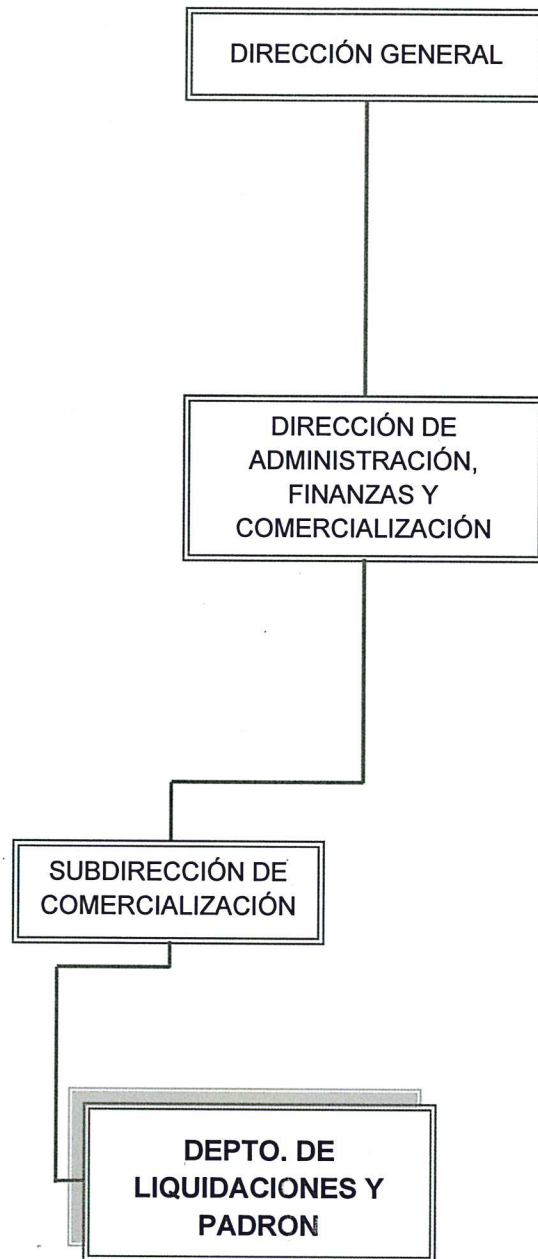 DIRECCIÓN GENERAL
DIRECCIÓN DE
ADMINISTRACIÓN,
FINANZAS Y
COMERCIALIZACIÓN
SUBDIRECCIÓN DE
COMERCIALIZACIÓN
DEPTO. DE
LIQUIDACIONES Y
PADRON